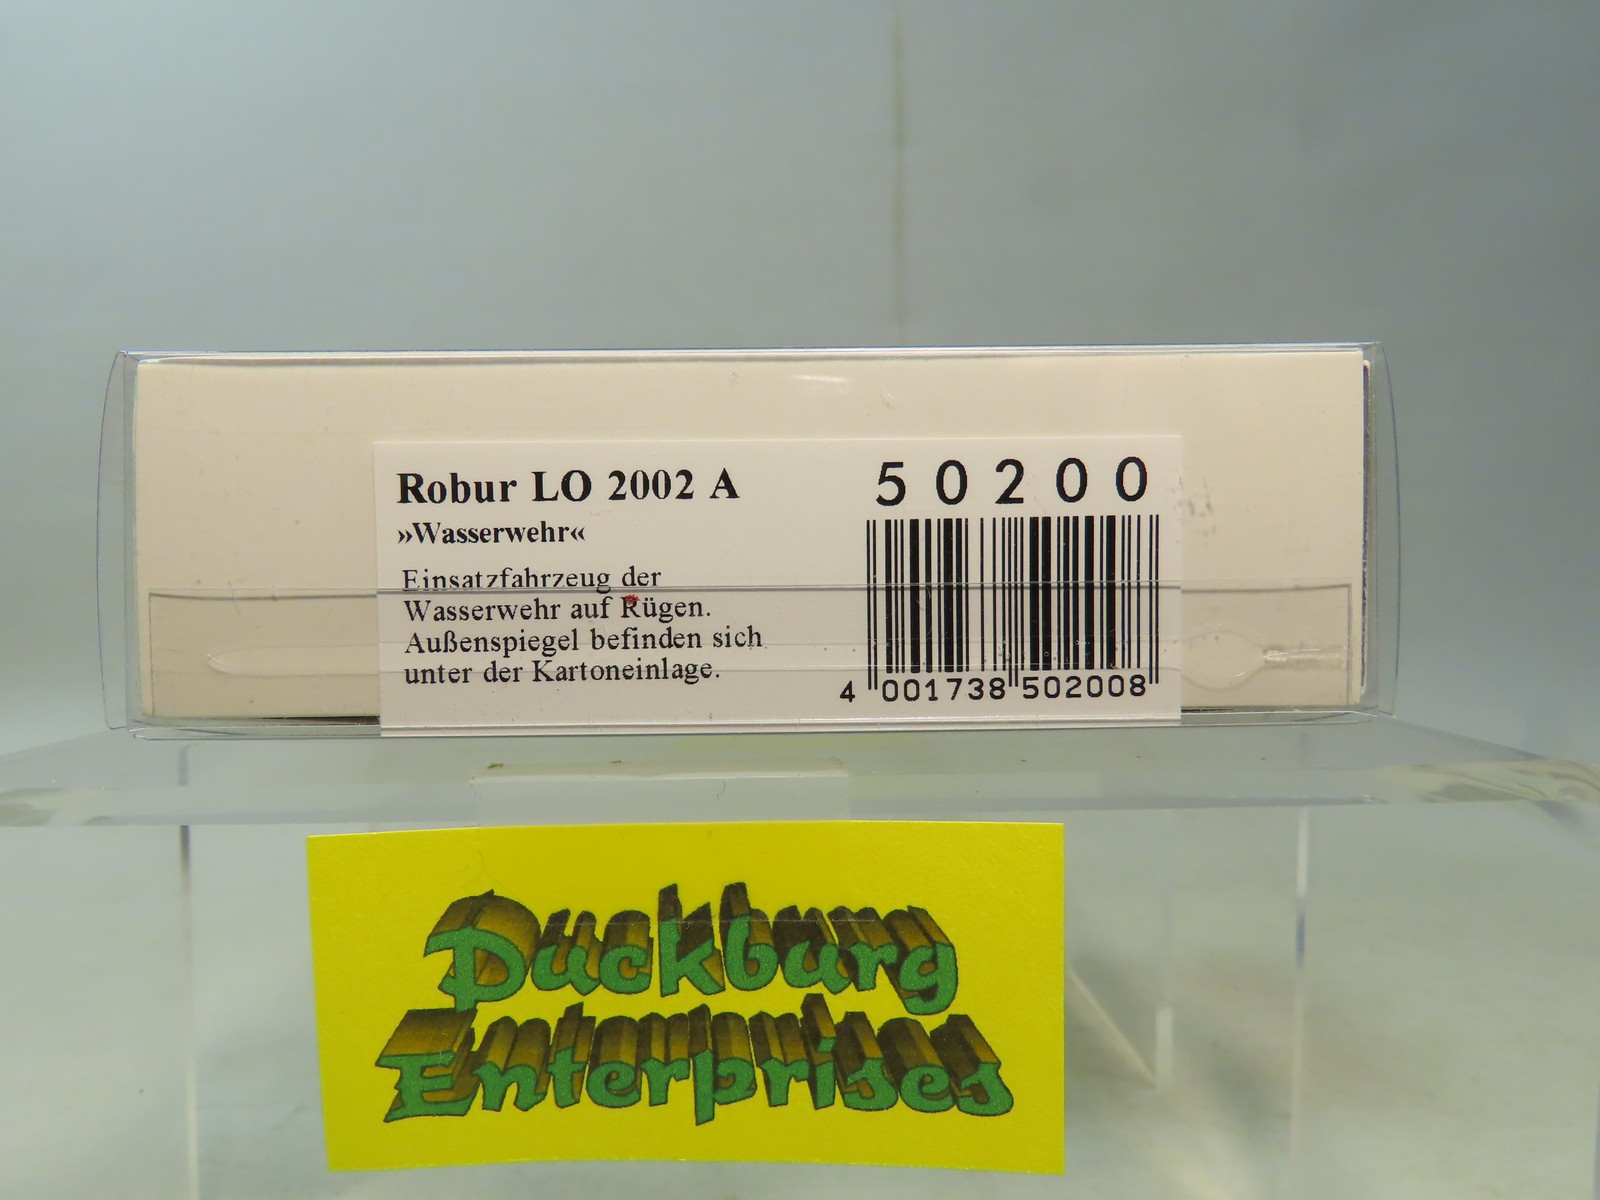 Robur LO 2002 A
»Wasserwehr«
Einsatzfahrzeug der
Wasserwehr auf Rügen.
Außenspiegel befinden sich
unter der Kartoneinlage.
50200
4 001738 502008
Duckburg
Enterprises